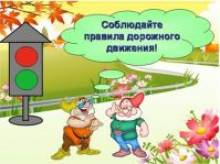 Соблюдайте
правила дорожного
движения!